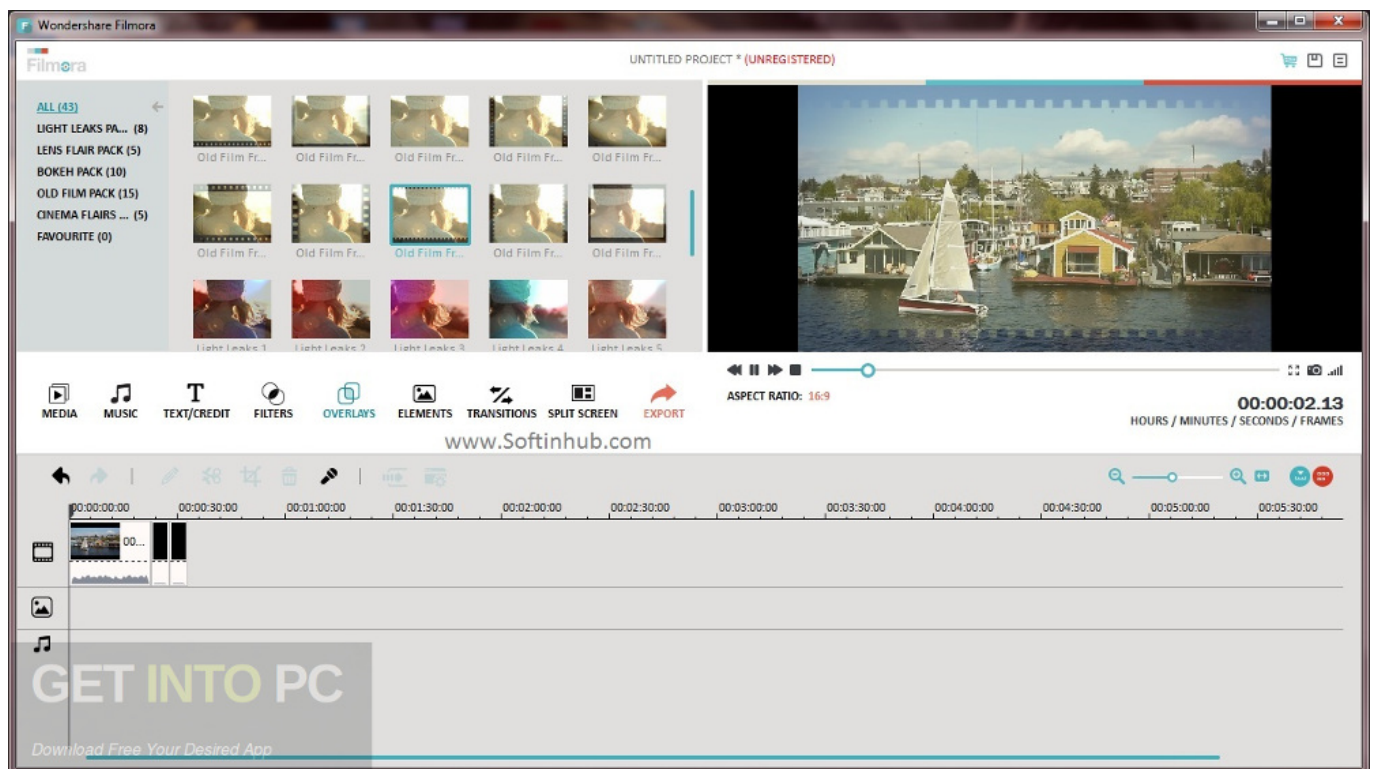 Wondershare Filmora
Filmora
UNTITLED PROJECT * (UNREGISTERED)
ALL (43)
LIGHT LEAKS PA... (8)
LENS FLAIR PACK (5)
BOKEH PACK (10)
OLD FILM PACK (15)
CINEMA FLAIRS ... (5)
FAVOURITE (0)
Old Film Fr... Old Film Fr... Old Film Fr... Old Film Fr... Old Film Fr...
Old Film Fr... Old Film Fr... Old Film Fr... Old Film Fr... Old Film Fr...
Light Leaks 1 Light Leaks 2 Light Leaks 3 Light Leaks 4 Light Leaks 5
MEDIA MUSIC TEXT/CREDIT FILTERS OVERLAYS ELEMENTS TRANSITIONS SPLIT SCREEN EXPORT
ASPECT RATIO: 16:9
00:00:02.13
HOURS / MINUTES / SECONDS / FRAMES
www.Softinhub.com
00:00:00:00 00:00:30:00 00:01:00:00 00:01:30:00 00:02:00:00 00:02:30:00 00:03:00:00 00:03:30:00 00:04:00:00 00:04:30:00 00:05:00:00 00:05:30:00
00...
GET INTO PC
Download Free Your Desired App